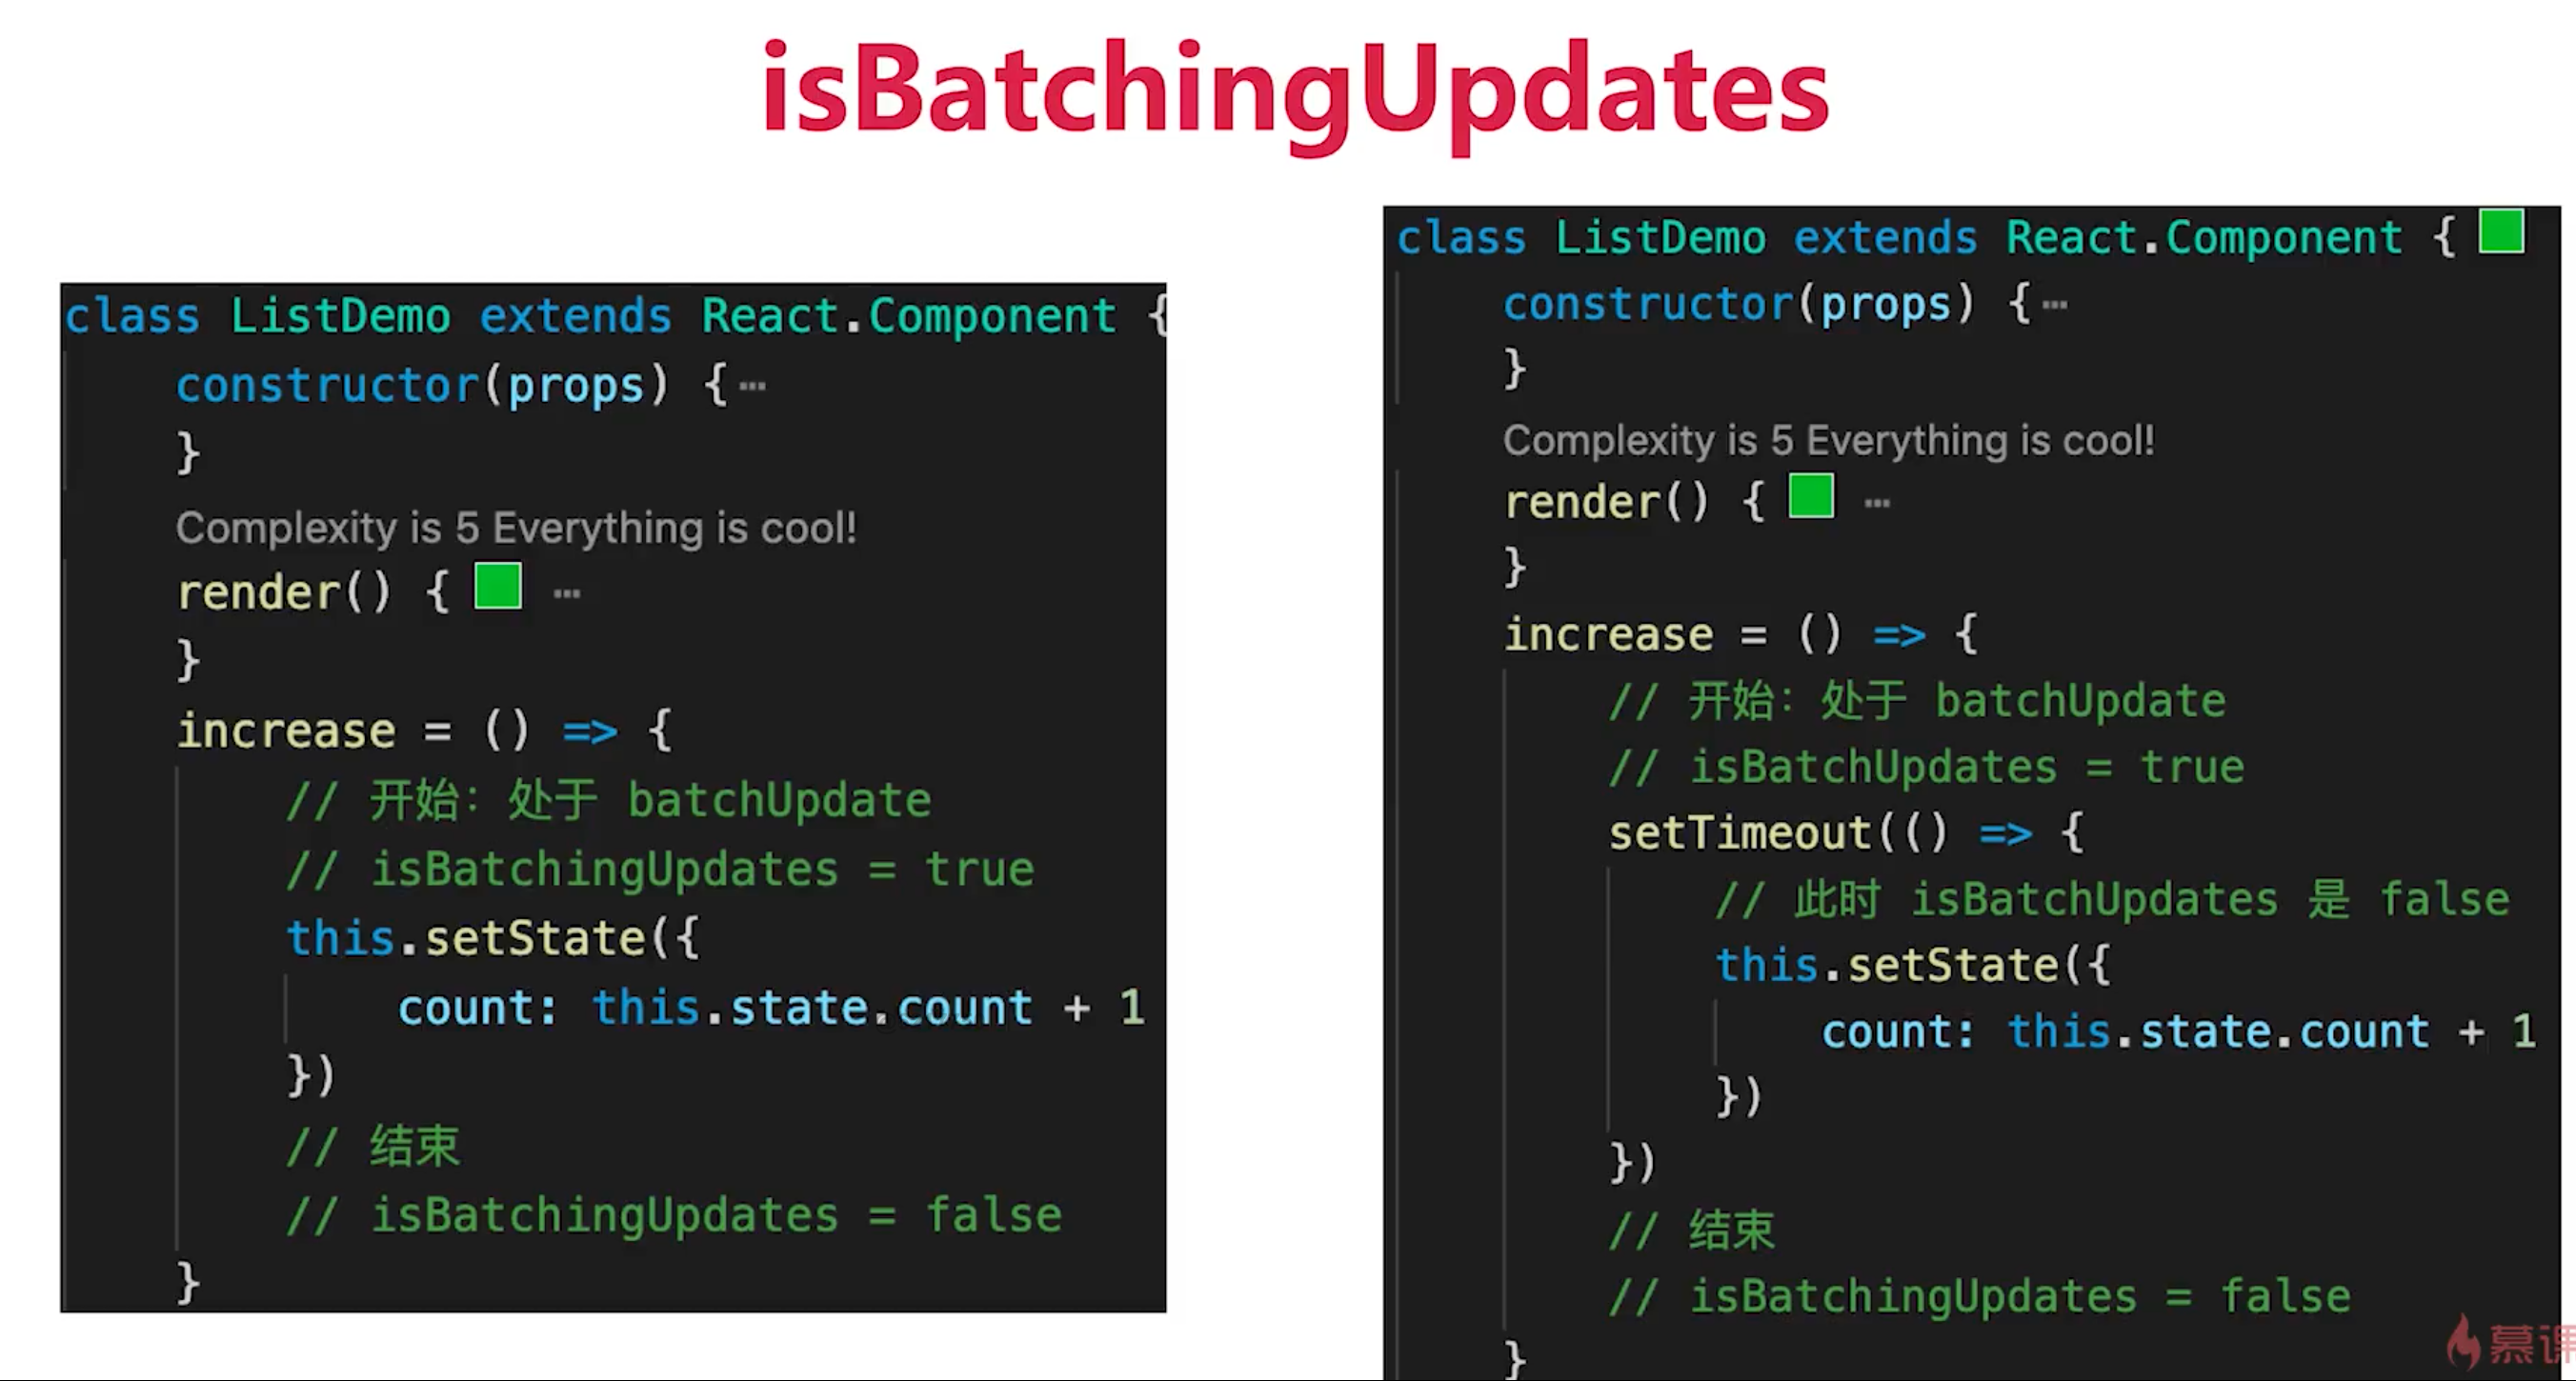 isBatchingUpdates
class ListDemo extends React.Component {
constructor(props) {…
}
Complexity is 5 Everything is cool!
render() { …
}
increase = () => {
// 开始：处于 batchUpdate
// isBatchingUpdates = true
this.setState({
count: this.state.count + 1
})
// 结束
// isBatchingUpdates = false
}
class ListDemo extends React.Component {
constructor(props) {…
}
Complexity is 5 Everything is cool!
render() { …
}
increase = () => {
// 开始：处于 batchUpdate
// isBatchUpdates = true
setTimeout(() => {
// 此时 isBatchUpdates 是 false
this.setState({
count: this.state.count + 1
})
})
// 结束
// isBatchingUpdates = false
}
慕课